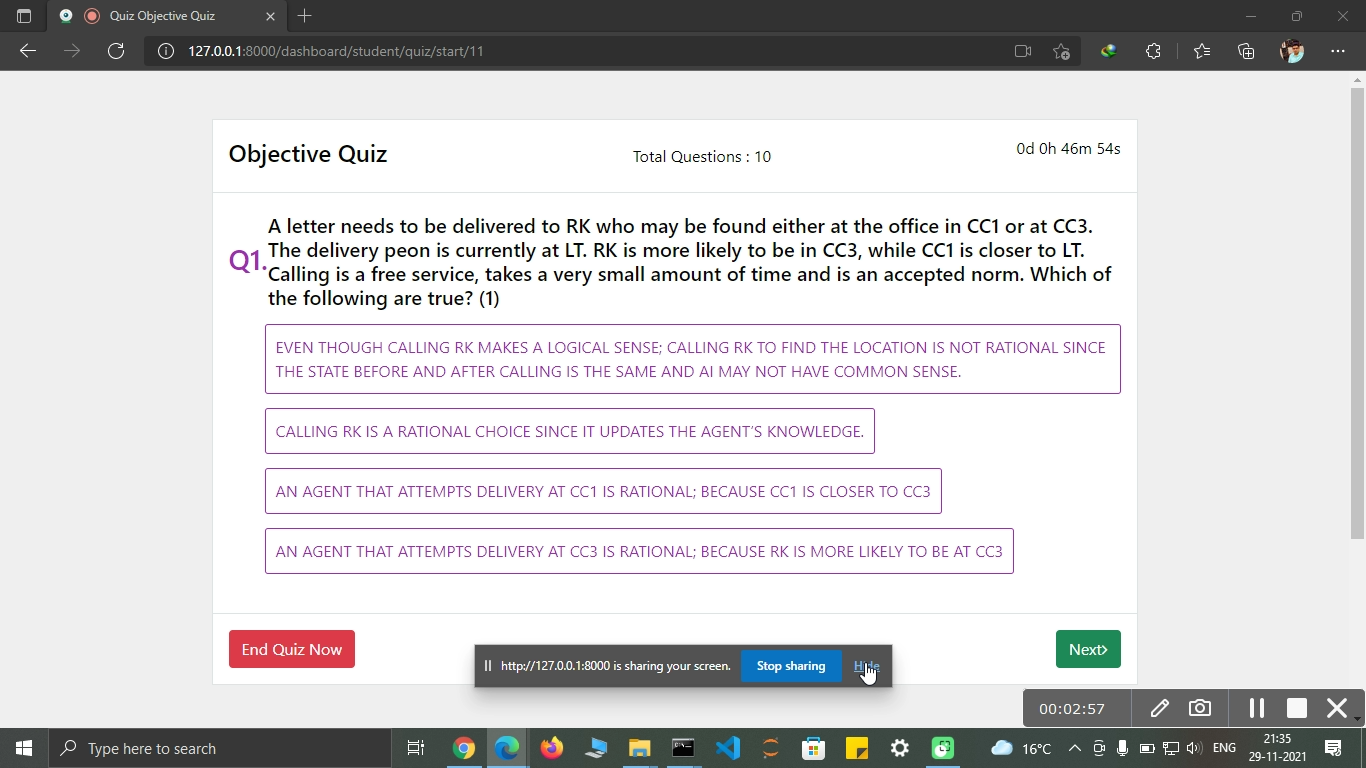 Quiz Objective Quiz
127.0.0.1:8000/dashboard/student/quiz/start/11
Objective Quiz
Total Questions : 10
0d 0h 46m 54s
Q1.
A letter needs to be delivered to RK who may be found either at the office in CC1 or at CC3.
The delivery peon is currently at LT. RK is more likely to be in CC3, while CC1 is closer to LT.
Calling is a free service, takes a very small amount of time and is an accepted norm. Which of
the following are true? (1)
EVEN THOUGH CALLING RK MAKES A LOGICAL SENSE; CALLING RK TO FIND THE LOCATION IS NOT RATIONAL SINCE
THE STATE BEFORE AND AFTER CALLING IS THE SAME AND AI MAY NOT HAVE COMMON SENSE.
CALLING RK IS A RATIONAL CHOICE SINCE IT UPDATES THE AGENT'S KNOWLEDGE.
AN AGENT THAT ATTEMPTS DELIVERY AT CC1 IS RATIONAL; BECAUSE CC1 IS CLOSER TO CC3
AN AGENT THAT ATTEMPTS DELIVERY AT CC3 IS RATIONAL; BECAUSE RK IS MORE LIKELY TO BE AT CC3
End Quiz Now
Next>
http://127.0.0.1:8000 is sharing your screen.
Stop sharing
Hide
00:02:57
Type here to search
16°C
ENG
21:35
29-11-2021